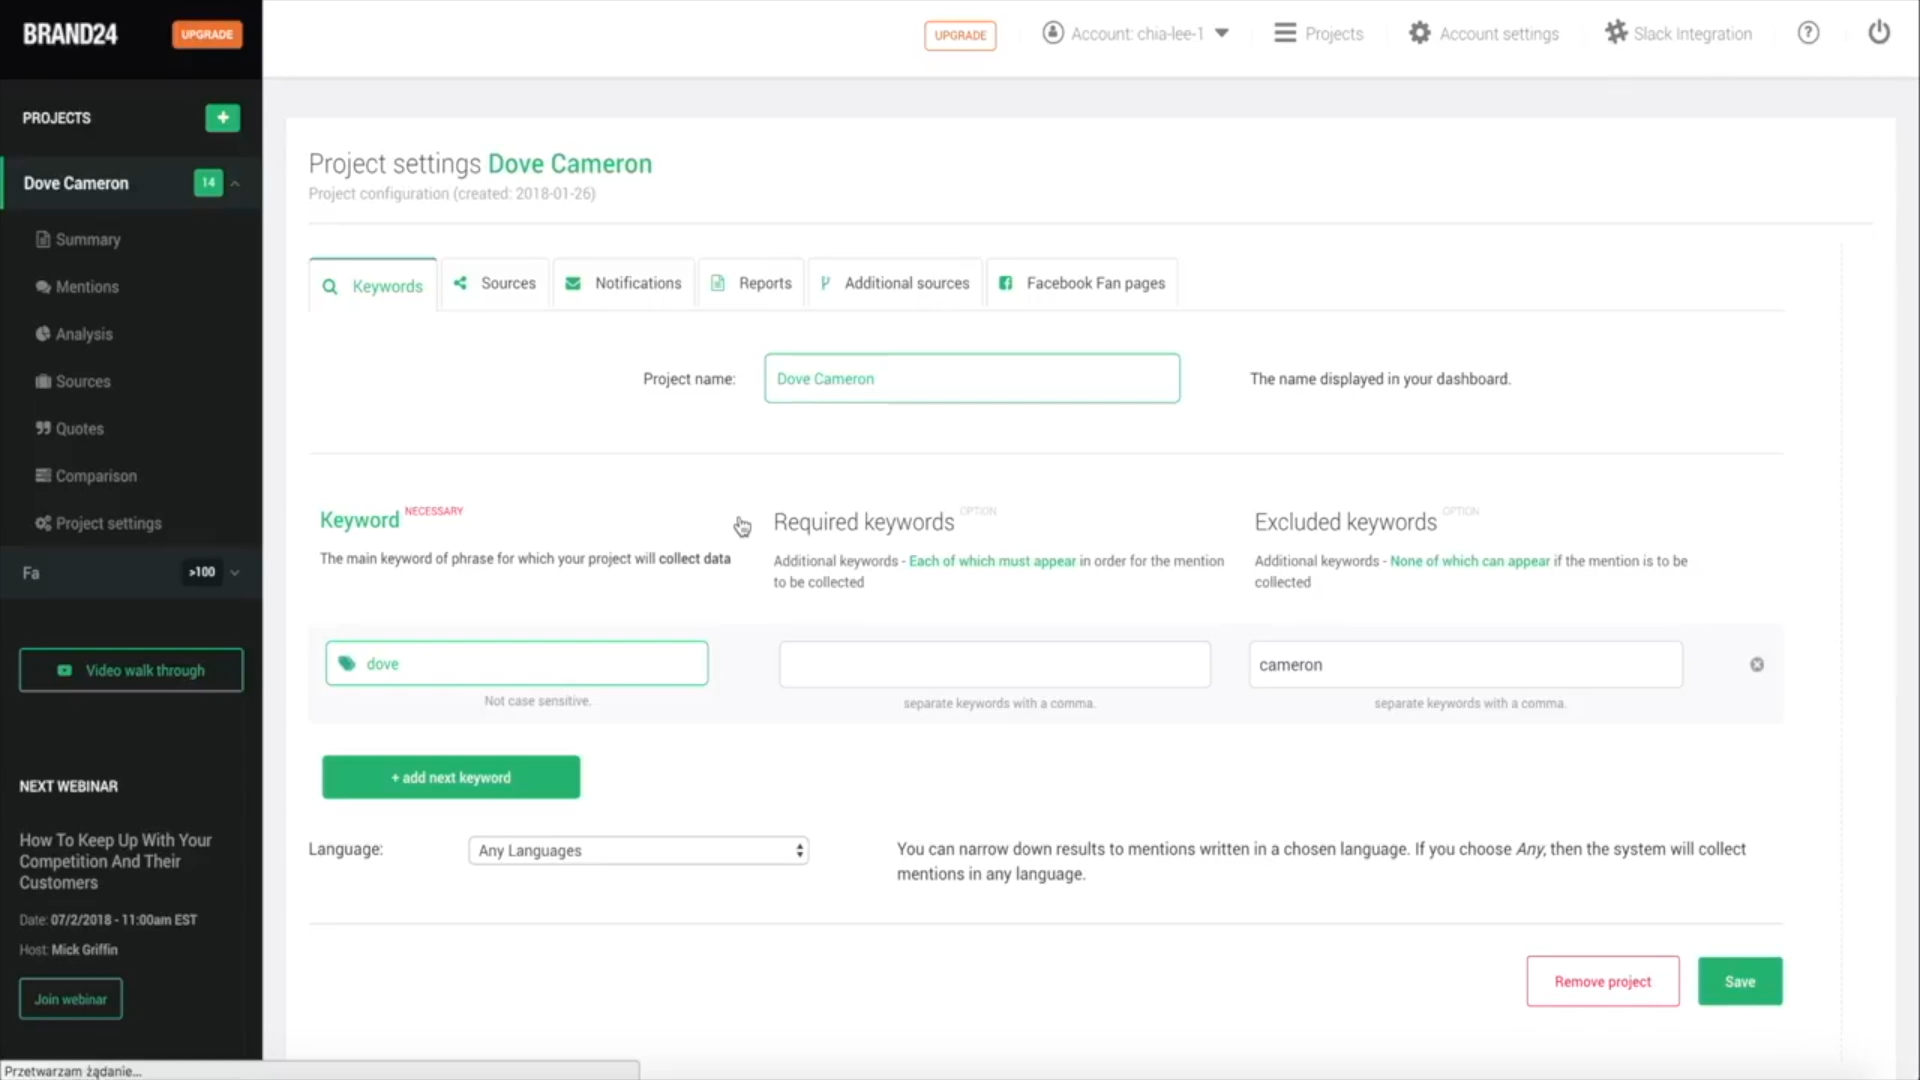 BRAND24
UPGRADE
UPGRADE
Account: chia-lee-1
Projects
Account settings
Slack Integration
?
PROJECTS
+
Dove Cameron
14
Summary
Mentions
Analysis
Sources
Quotes
Comparison
Project settings
Fa
>100
Video walk through
NEXT WEBINAR
How To Keep Up With Your
Competition And Their
Customers
Date: 07/2/2018 - 11:00am EST
Host: Mick Griffin
Join webinar
Project settings Dove Cameron
Project configuration (created: 2018-01-26)
Keywords
Sources
Notifications
Reports
Additional sources
Facebook Fan pages
Project name:
Dove Cameron
The name displayed in your dashboard.
Keyword NECESSARY
The main keyword of phrase for which your project will collect data
Required keywords OPTION
Additional keywords - Each of which must appear in order for the mention
to be collected
Excluded keywords OPTION
Additional keywords - None of which can appear if the mention is to be
collected
dove
Not case sensitive.
separate keywords with a comma.
cameron
separate keywords with a comma.
+ add next keyword
Language:
Any Languages
You can narrow down results to mentions written in a chosen language. If you choose Any, then the system will collect
mentions in any language.
Remove project
Save
Przetwarzam żądanie...